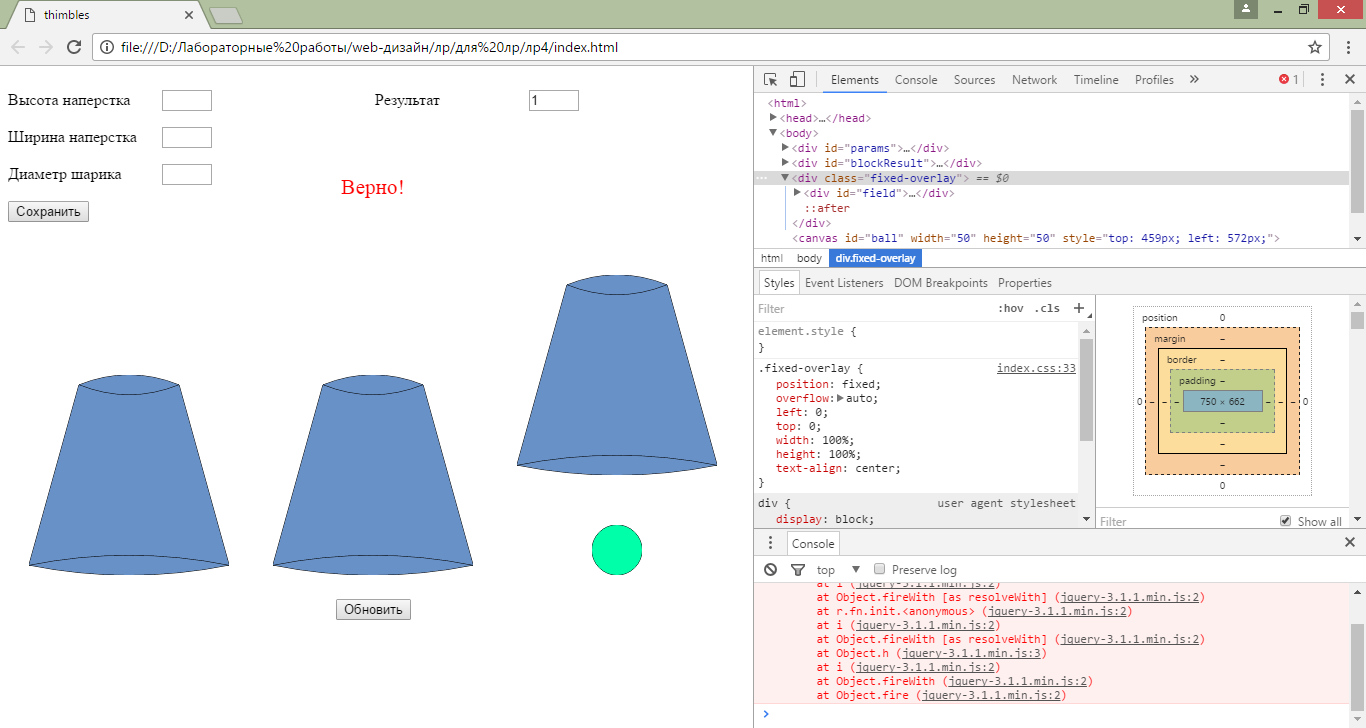 thimbles
file:///D:/Лабораторные%20работы/web-дизайн/лр/для%20лр/лр4/index.html
Высота наперстка
Результат 1
Ширина наперстка
Диаметр шарика
Верно!
Сохранить
Обновить
Elements Console Sources Network Timeline Profiles » 1
<html>
<head>…</head>
<body>
<div id="params">…</div>
<div id="blockResult">…</div>
… <div class="fixed-overlay"> == $0
<div id="field">…</div>
::after
</div>
<canvas id="ball" width="50" height="50" style="top: 459px; left: 572px;">
html body div.fixed-overlay
Styles Event Listeners DOM Breakpoints Properties
Filter :hov .cls +
element.style {
}
.fixed-overlay { index.css:33
position: fixed;
overflow: auto;
left: 0;
top: 0;
width: 100%;
height: 100%;
text-align: center;
}
div { user agent stylesheet
display: block;
position 0
margin –
border –
padding –
0 – – – 750 × 662 – – – 0
–
–
–
0
Filter Show all
Console
top Preserve log
at i (jquery-3.1.1.min.js:2)
at Object.fireWith [as resolveWith] (jquery-3.1.1.min.js:2)
at r.fn.init.<anonymous> (jquery-3.1.1.min.js:2)
at i (jquery-3.1.1.min.js:2)
at Object.fireWith [as resolveWith] (jquery-3.1.1.min.js:2)
at Object.h (jquery-3.1.1.min.js:3)
at i (jquery-3.1.1.min.js:2)
at Object.fireWith (jquery-3.1.1.min.js:2)
at Object.fire (jquery-3.1.1.min.js:2)
>